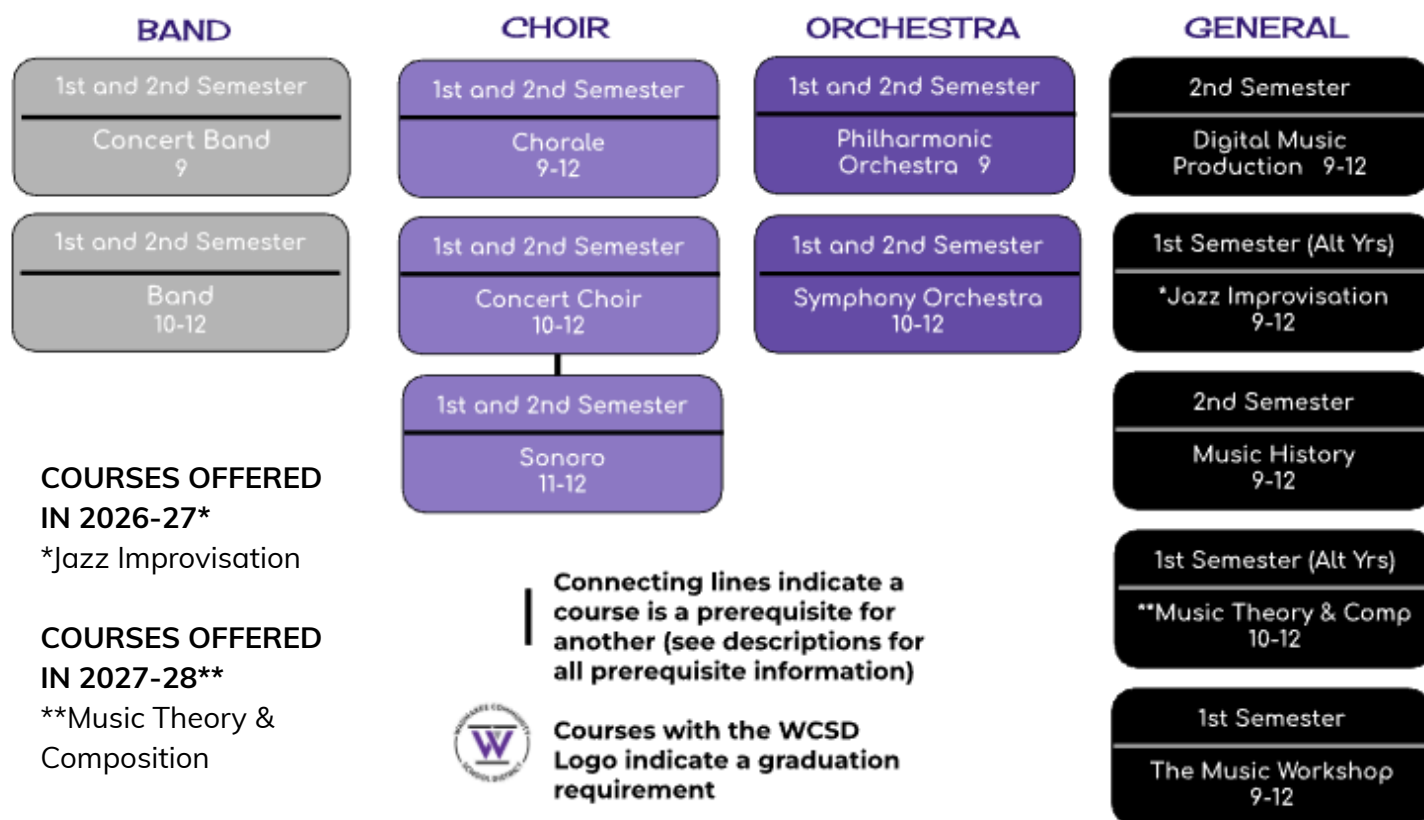 BAND
1st and 2nd Semester
Concert Band
9
1st and 2nd Semester
Band
10-12
CHOIR
1st and 2nd Semester
Chorale
9-12
1st and 2nd Semester
Concert Choir
10-12
1st and 2nd Semester
Sonoro
11-12
ORCHESTRA
1st and 2nd Semester
Philharmonic
Orchestra 9
1st and 2nd Semester
Symphony Orchestra
10-12
GENERAL
2nd Semester
Digital Music
Production 9-12
1st Semester (Alt Yrs)
*Jazz Improvisation
9-12
2nd Semester
Music History
9-12
1st Semester (Alt Yrs)
**Music Theory & Comp
10-12
1st Semester
The Music Workshop
9-12
COURSES OFFERED
IN 2026-27*
*Jazz Improvisation
COURSES OFFERED
IN 2027-28**
**Music Theory &
Composition
Connecting lines indicate a
course is a prerequisite for
another (see descriptions for
all prerequisite information)
W
COMMUNITY
SCHOOL DISTRICT
Courses with the WCSD
Logo indicate a graduation
requirement